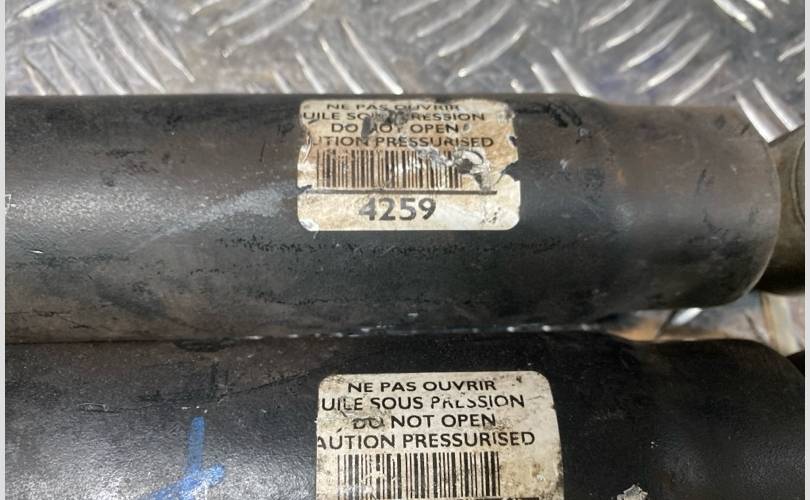 NE PAS OUVRIR
UILE SOUS PRESSION
DO NOT OPEN
UTION PRESSURISED
4259
NE PAS OUVRIR
UILE SOUS PRESSION
DO NOT OPEN
AUTION PRESSURISED